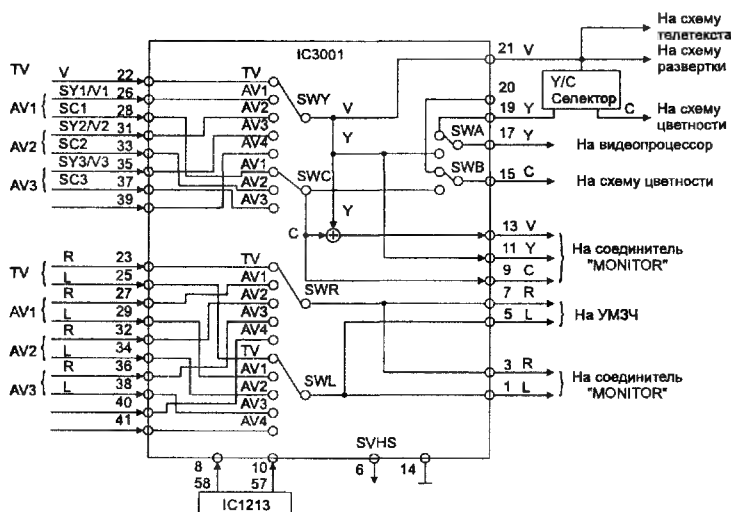 IC3001
TV
V 22
SY1/V1 26
AV1
SC1 28
SY2/V2 31
AV2
SC2 33
SY3/V3 35
AV3
SC3 37
39
TV
AV1
AV2
AV3
AV4
AV1
AV2
AV3
SWY
SWC
V
Y
Y
C
SWA
SWB
21 V
20
19 Y
17 Y
15 C
13 V
11 Y
9 C
7 R
5 L
3 R
1 L
Y/C
Селектор
C
На схему
телетекста
На схему
развертки
На схему
цветности
На видеопроцессор
На схему цветности
На соединитель
"MONITOR"
На УМЗЧ
На соединитель
"MONITOR"
TV
R 23
L 25
AV1
R 27
L 29
AV2
R 32
L 34
AV3
R 36
L 38
40
41
TV
AV1
AV2
AV3
AV4
TV
AV1
AV2
AV3
AV4
SWR
SWL
SVHS
8
10
6
14
58
57
IC1213